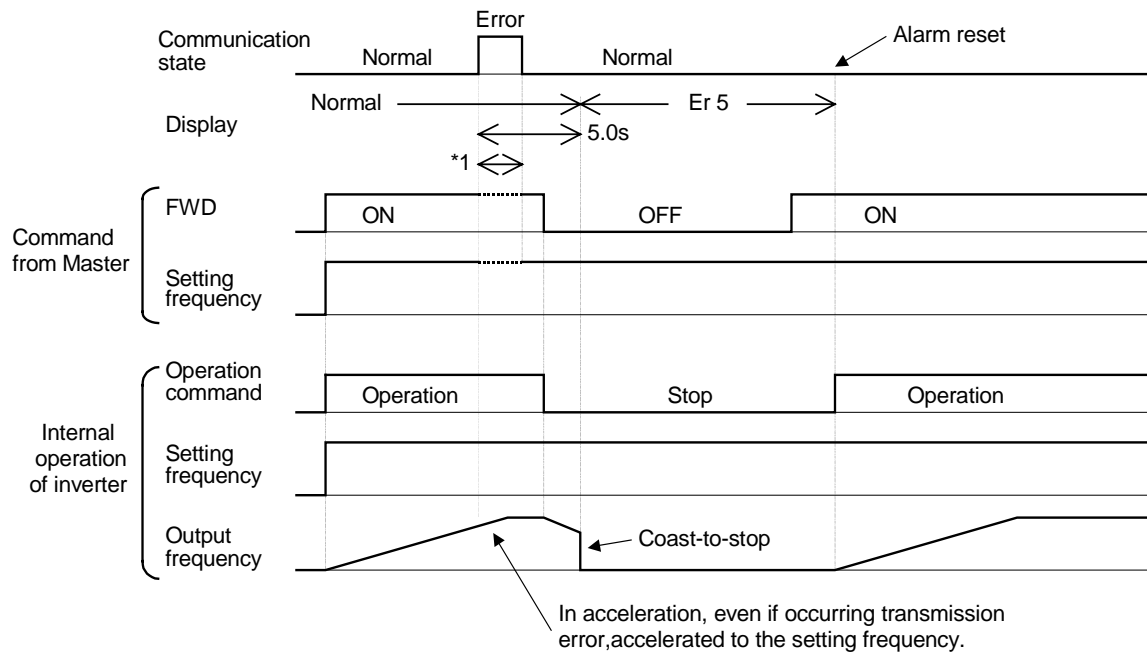 Error
Communication
state
Normal
Normal
Alarm reset
Normal
Er 5
Display
5.0s
*1
Command
from Master
FWD
ON
OFF
ON
Setting
frequency
Internal
operation
of inverter
Operation
command
Operation
Stop
Operation
Setting
frequency
Output
frequency
Coast-to-stop
In acceleration, even if occurring transmission
error,accelerated to the setting frequency.